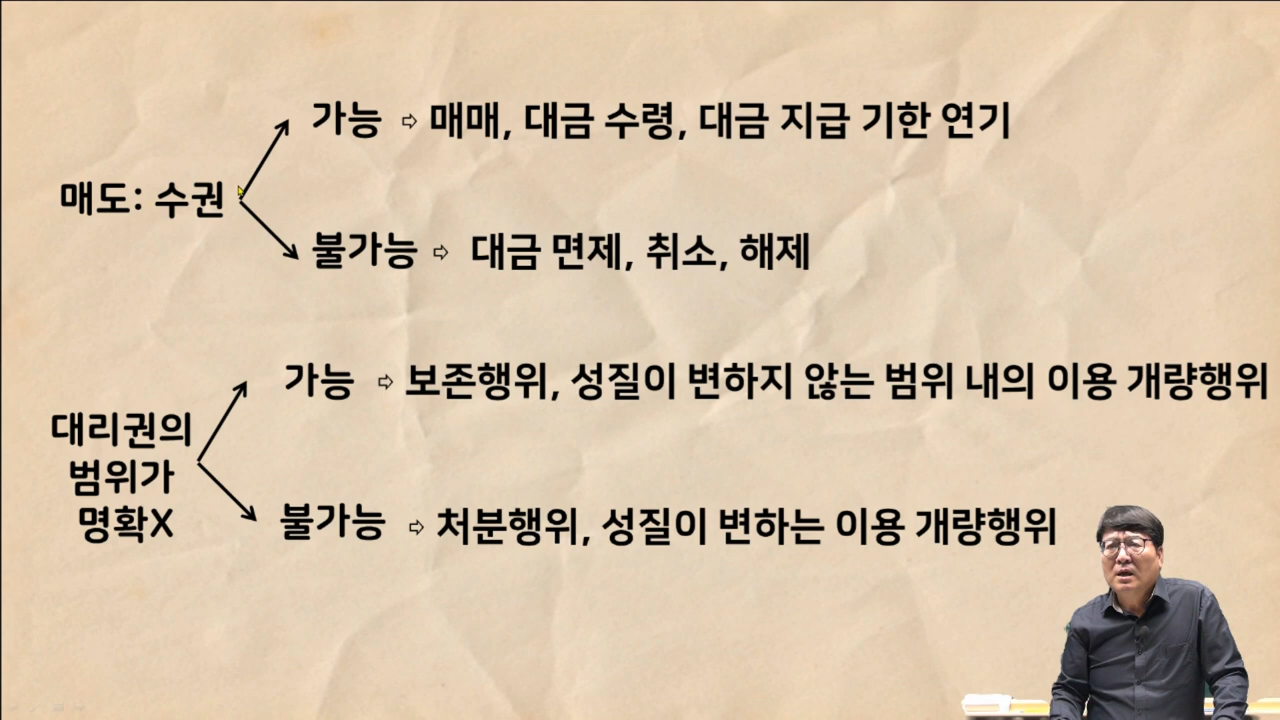 가능 ⇨ 매매, 대금 수령, 대금 지급 기한 연기
매도: 수권
불가능 ⇨ 대금 면제, 취소, 해제
가능 ⇨ 보존행위, 성질이 변하지 않는 범위 내의 이용 개량행위
대리권의
범위가
명확X
불가능 ⇨ 처분행위, 성질이 변하는 이용 개량행위